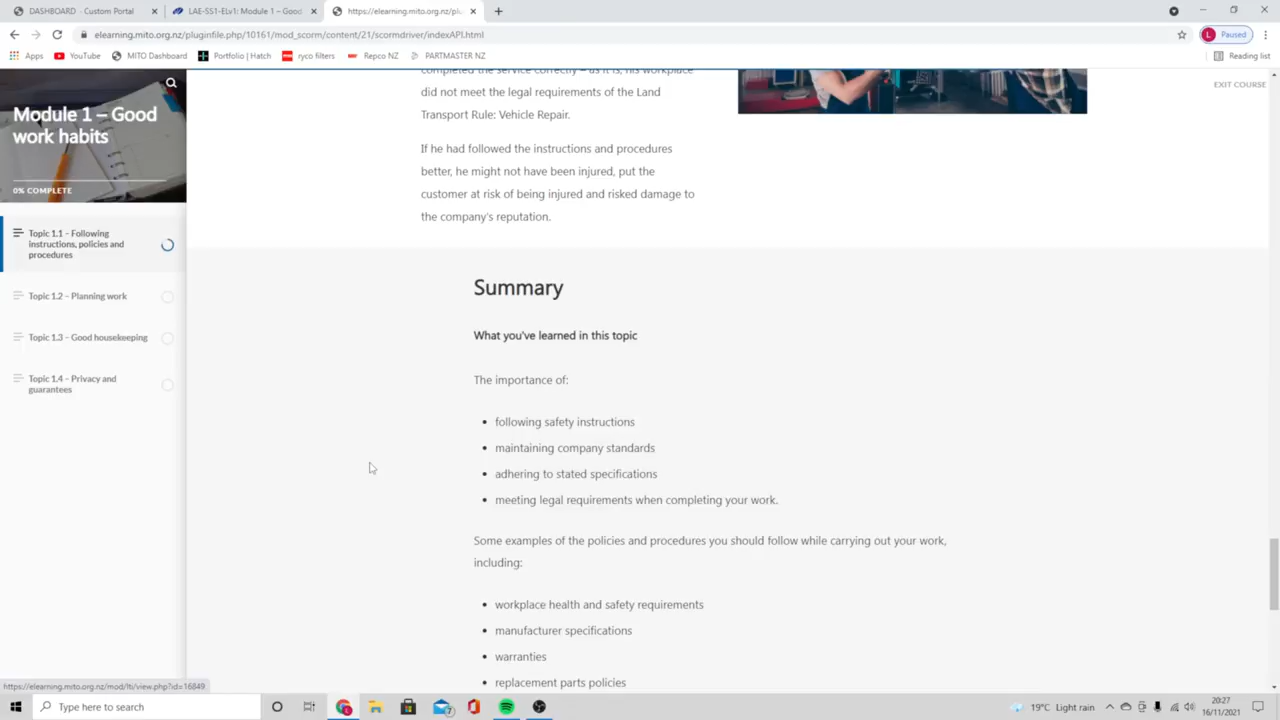 DASHBOARD - Custom Portal
LAE-SS1-ELv1: Module 1 – Good
https://elearning.mito.org.nz/plu
elearning.mito.org.nz/pluginfile.php/10161/mod_scorm/content/21/scormdriver/indexAPI.html
L Paused
Apps
YouTube
MITO Dashboard
Portfolio | Hatch
ryco filters
Repco NZ
PARTMASTER NZ
Reading list
EXIT COURSE
Module 1 – Good
work habits
0% COMPLETE
Topic 1.1 – Following
instructions, policies and
procedures
Topic 1.2 – Planning work
Topic 1.3 – Good housekeeping
Topic 1.4 – Privacy and
guarantees
completed the service correctly – as it is, his workplace
did not meet the legal requirements of the Land
Transport Rule: Vehicle Repair.
If he had followed the instructions and procedures
better, he might not have been injured, put the
customer at risk of being injured and risked damage to
the company's reputation.
Summary
What you've learned in this topic
The importance of:
• following safety instructions
• maintaining company standards
• adhering to stated specifications
• meeting legal requirements when completing your work.
Some examples of the policies and procedures you should follow while carrying out your work,
including:
• workplace health and safety requirements
• manufacturer specifications
• warranties
• replacement parts policies
https://elearning.mito.org.nz/mod/lti/view.php?id=16849
Type here to search
7
19°C Light rain
20:27
16/11/2021